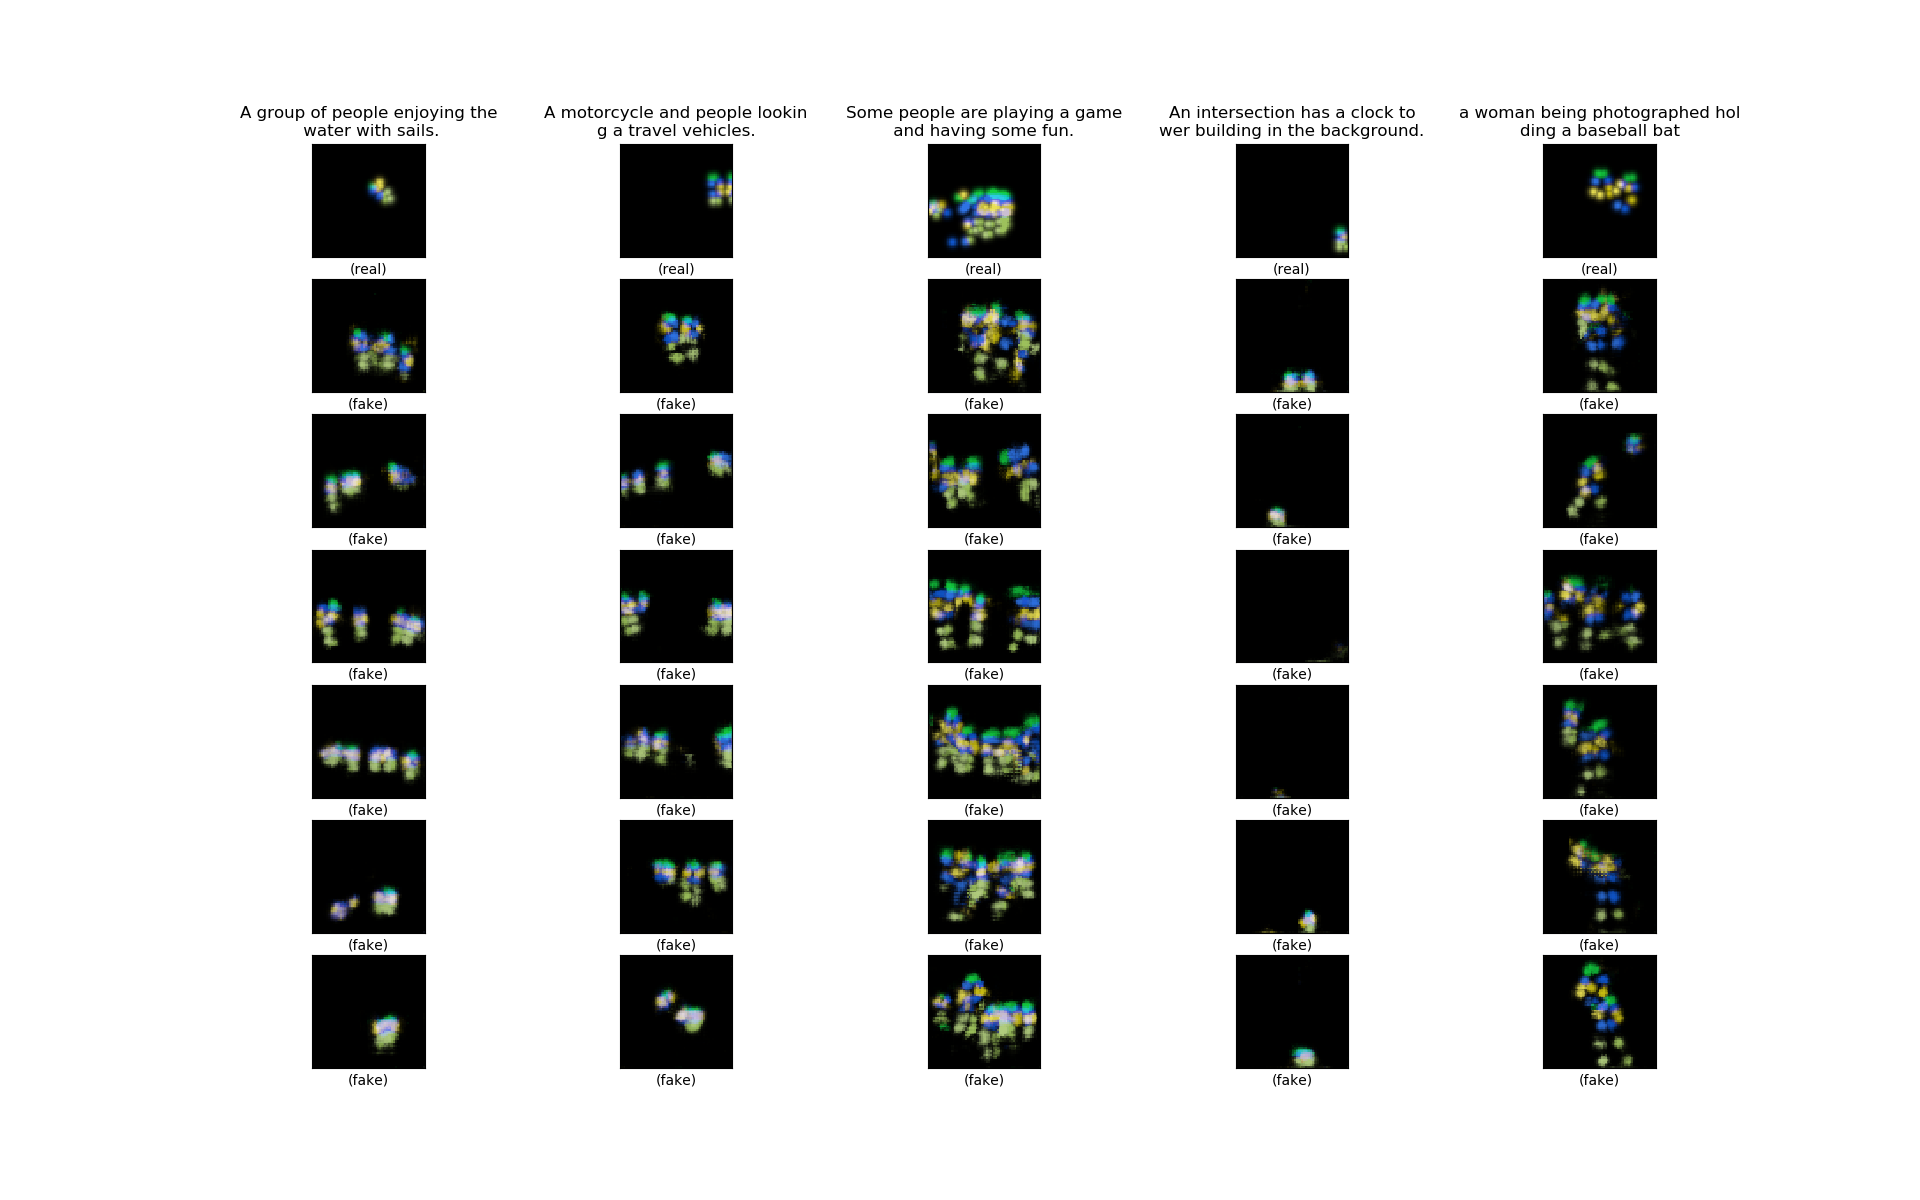 A group of people enjoying the
water with sails.
A motorcycle and people lookin
g a travel vehicles.
Some people are playing a game
and having some fun.
An intersection has a clock to
wer building in the background.
a woman being photographed hol
ding a baseball bat
(real) (real) (real) (real) (real)
(fake) (fake) (fake) (fake) (fake)
(fake) (fake) (fake) (fake) (fake)
(fake) (fake) (fake) (fake) (fake)
(fake) (fake) (fake) (fake) (fake)
(fake) (fake) (fake) (fake) (fake)
(fake) (fake) (fake) (fake) (fake)